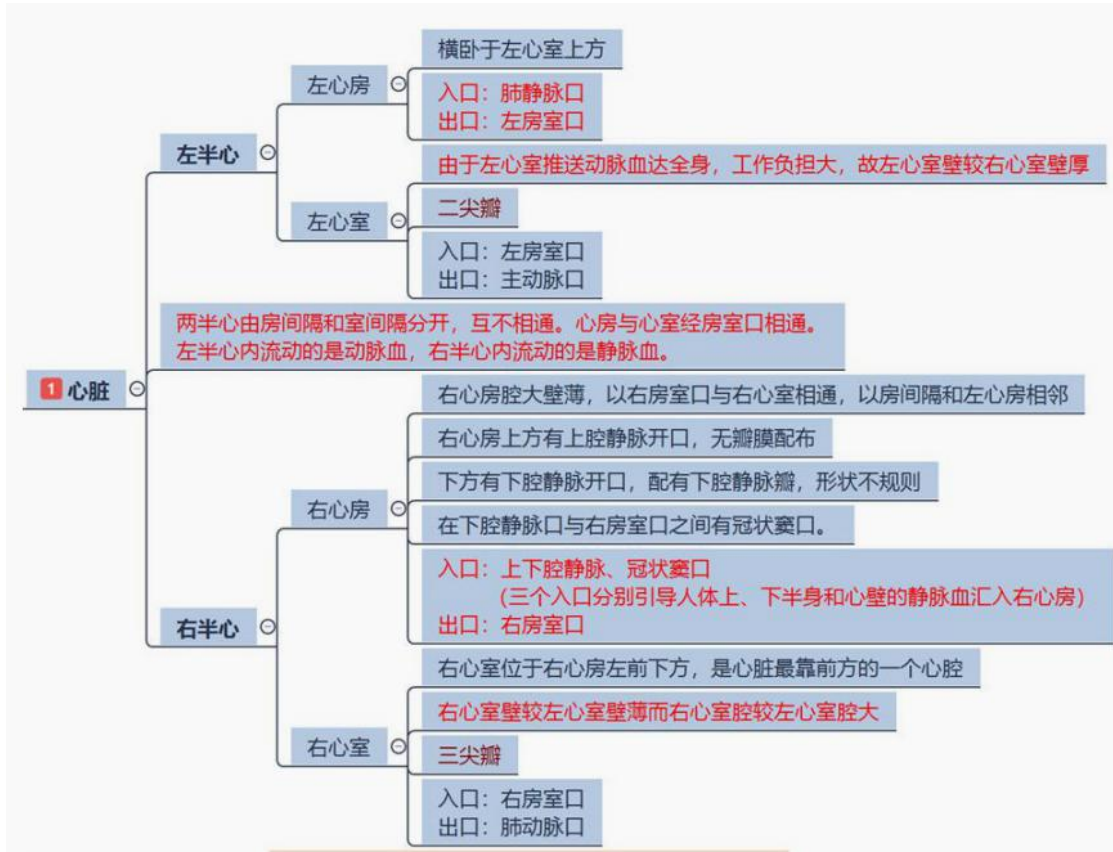 横卧于左心室上方
左心房
入口：肺静脉口
出口：左房室口
左半心
由于左心室推送动脉血达全身，工作负担大，故左心室壁较右心室壁厚
左心室
二尖瓣
入口：左房室口
出口：主动脉口
两半心由房间隔和室间隔分开，互不相通。心房与心室经房室口相通。
左半心内流动的是动脉血，右半心内流动的是静脉血。
1 心脏
右心房腔大壁薄，以右房室口与右心室相通，以房间隔和左心房相邻
右心房上方有上腔静脉开口，无瓣膜配布
下方有下腔静脉开口，配有下腔静脉瓣，形状不规则
右心房
在下腔静脉口与右房室口之间有冠状窦口。
入口：上下腔静脉、冠状窦口
（三个入口分别引导人体上、下半身和心壁的静脉血汇入右心房）
出口：右房室口
右半心
右心室位于右心房左前下方，是心脏最靠前方的一个心腔
右心室壁较左心室壁薄而右心室腔较左心室腔大
右心室
三尖瓣
入口：右房室口
出口：肺动脉口